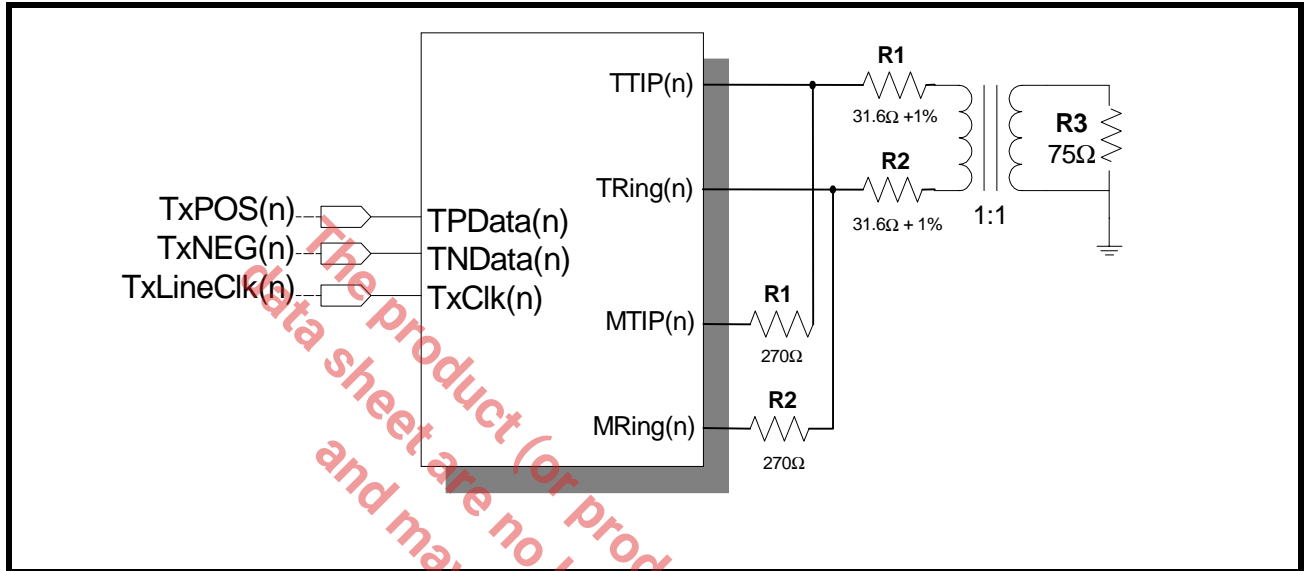 TTIP(n)
R1
31.6Ω +1%
R3
75Ω
R2
TRing(n)
31.6Ω + 1%
1:1
TxPOS(n)
TPData(n)
TxNEG(n)
TNData(n)
TxLineClk(n)
TxClk(n)
R1
MTIP(n)
270Ω
R2
MRing(n)
270Ω
The product (or prod
data sheet are no
and may